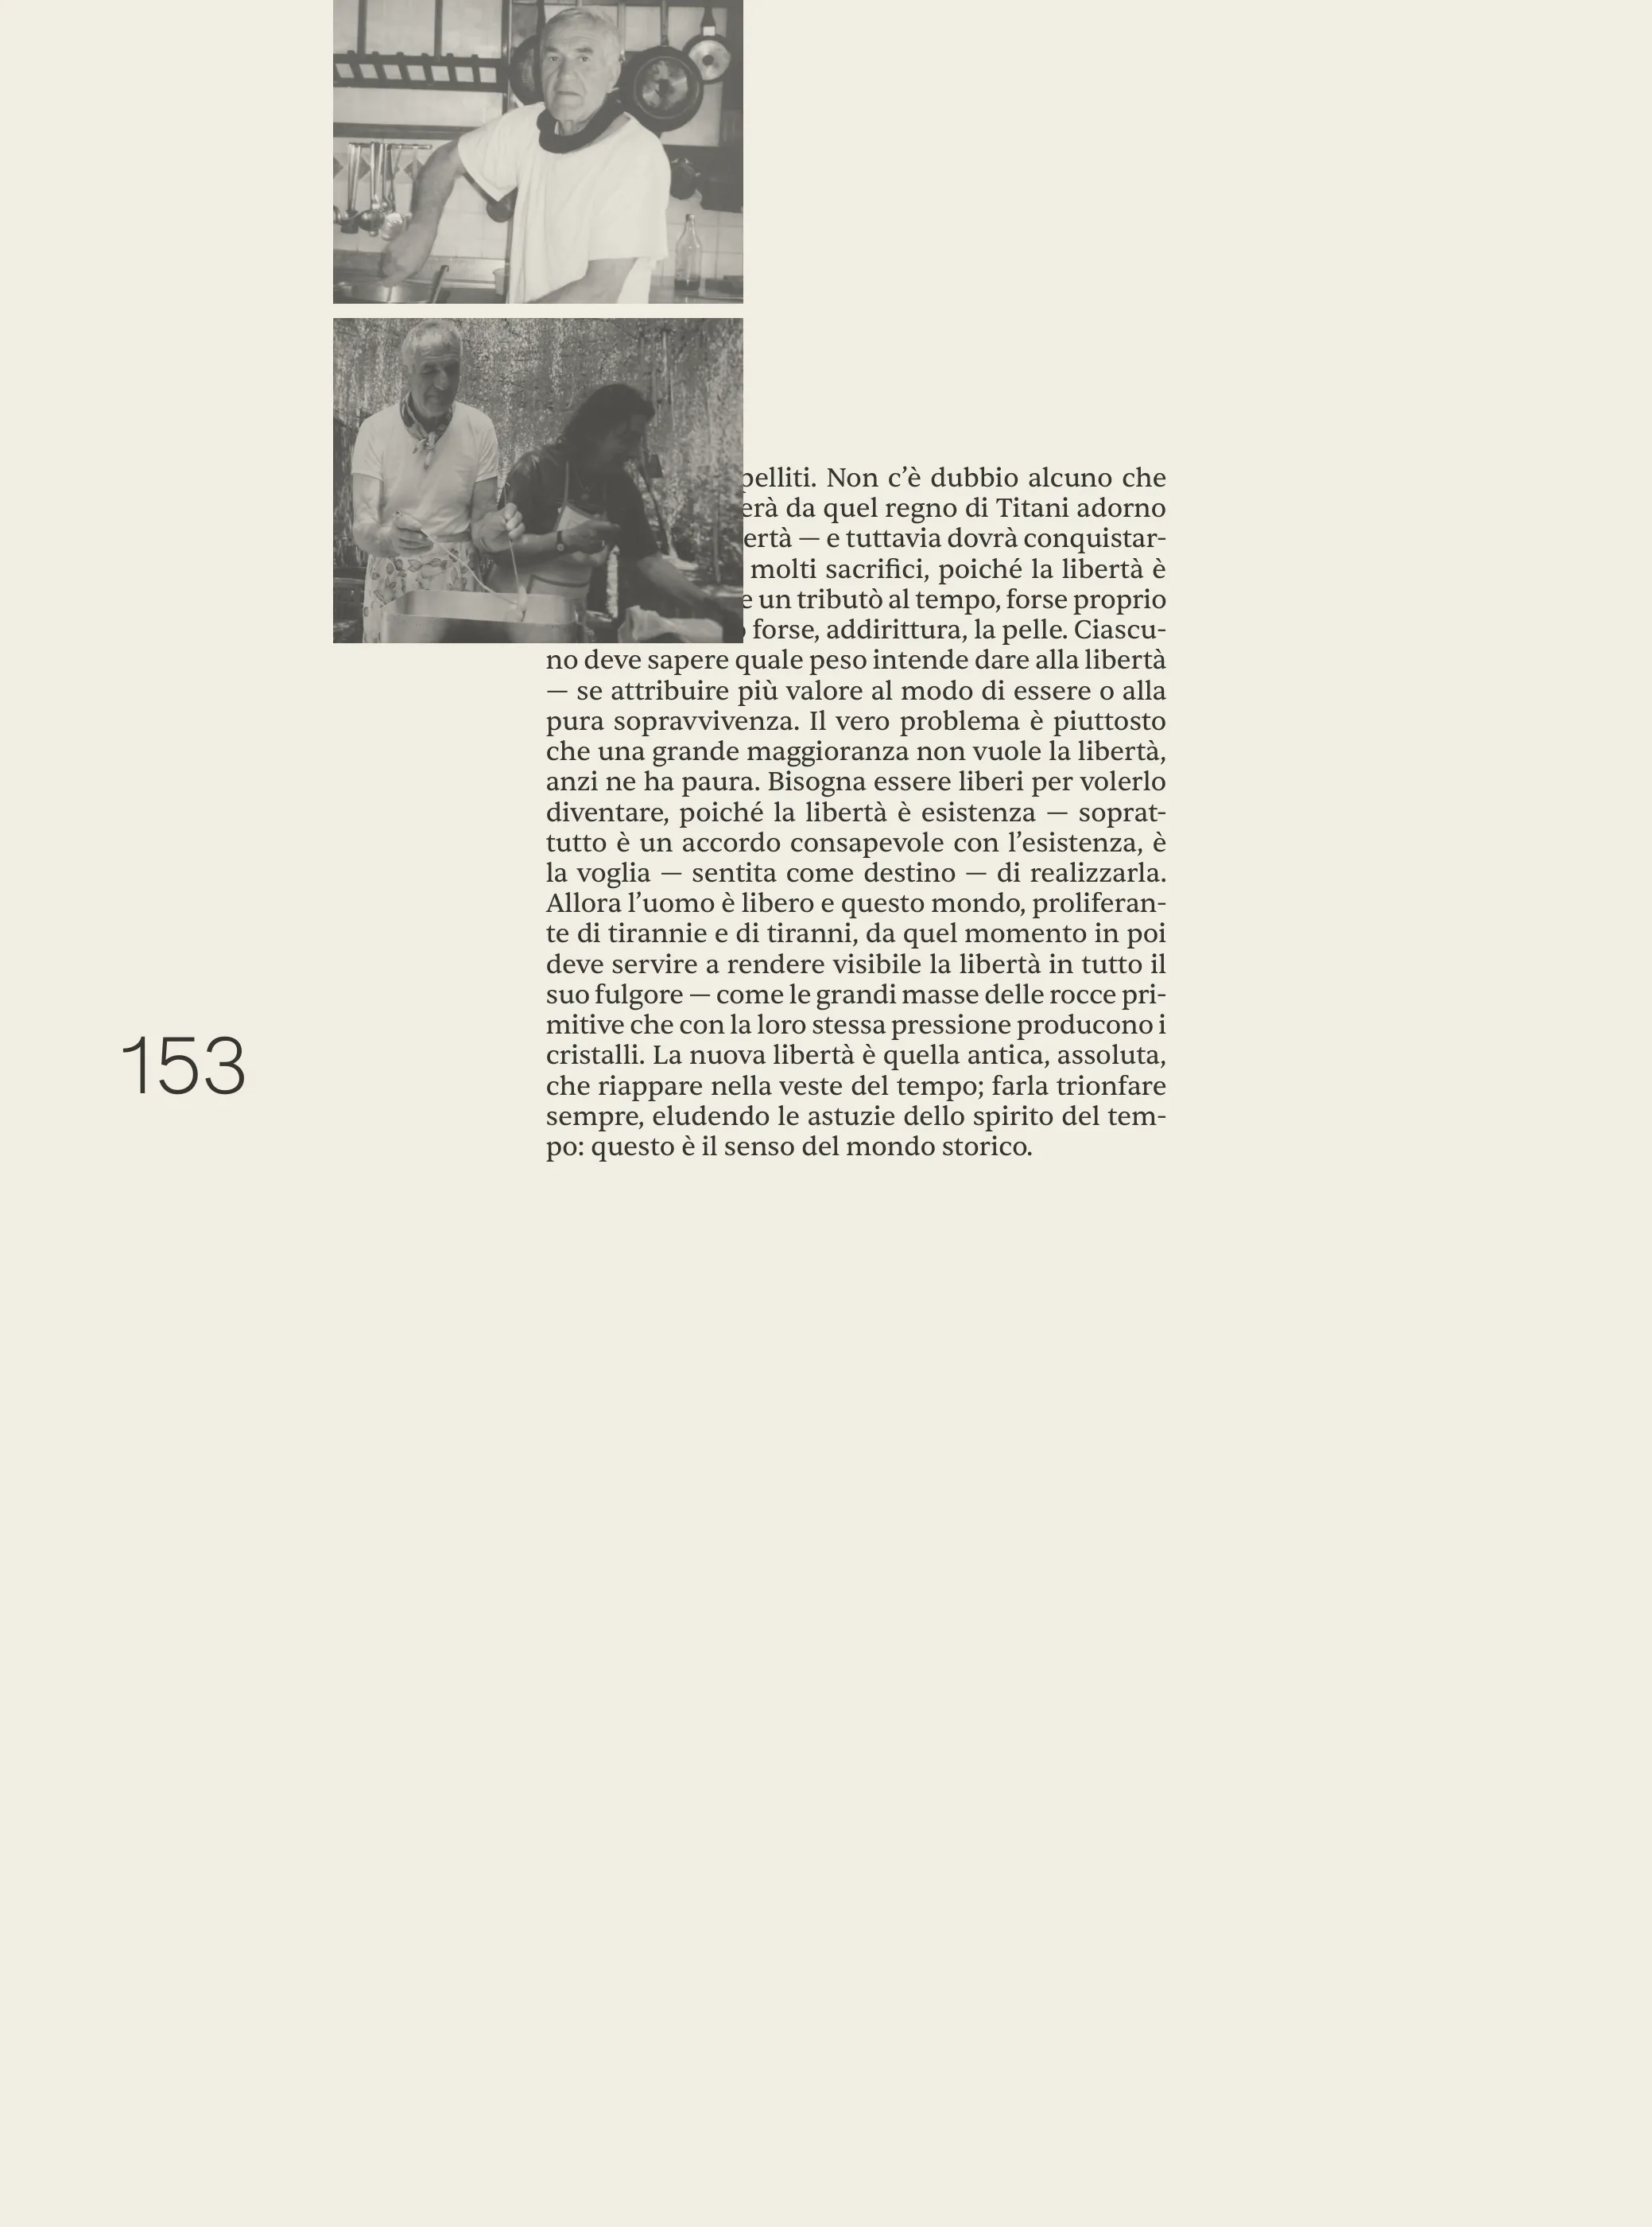 Non c’è dubbio alcuno che
da quel regno di Titani adorno
— e tuttavia dovrà conquistar-
molti sacrifici, poiché la libertà è
un tributò al tempo, forse proprio
forse, addirittura, la pelle. Ciascu-
no deve sapere quale peso intende dare alla libertà
— se attribuire più valore al modo di essere o alla
pura sopravvivenza. Il vero problema è piuttosto
che una grande maggioranza non vuole la libertà,
anzi ne ha paura. Bisogna essere liberi per volerlo
diventare, poiché la libertà è esistenza — soprat-
tutto è un accordo consapevole con l’esistenza, è
la voglia — sentita come destino — di realizzarla.
Allora l’uomo è libero e questo mondo, proliferan-
te di tirannie e di tiranni, da quel momento in poi
deve servire a rendere visibile la libertà in tutto il
suo fulgore — come le grandi masse delle rocce pri-
mitive che con la loro stessa pressione producono i
cristalli. La nuova libertà è quella antica, assoluta,
che riappare nella veste del tempo; farla trionfare
sempre, eludendo le astuzie dello spirito del tem-
po: questo è il senso del mondo storico.
153